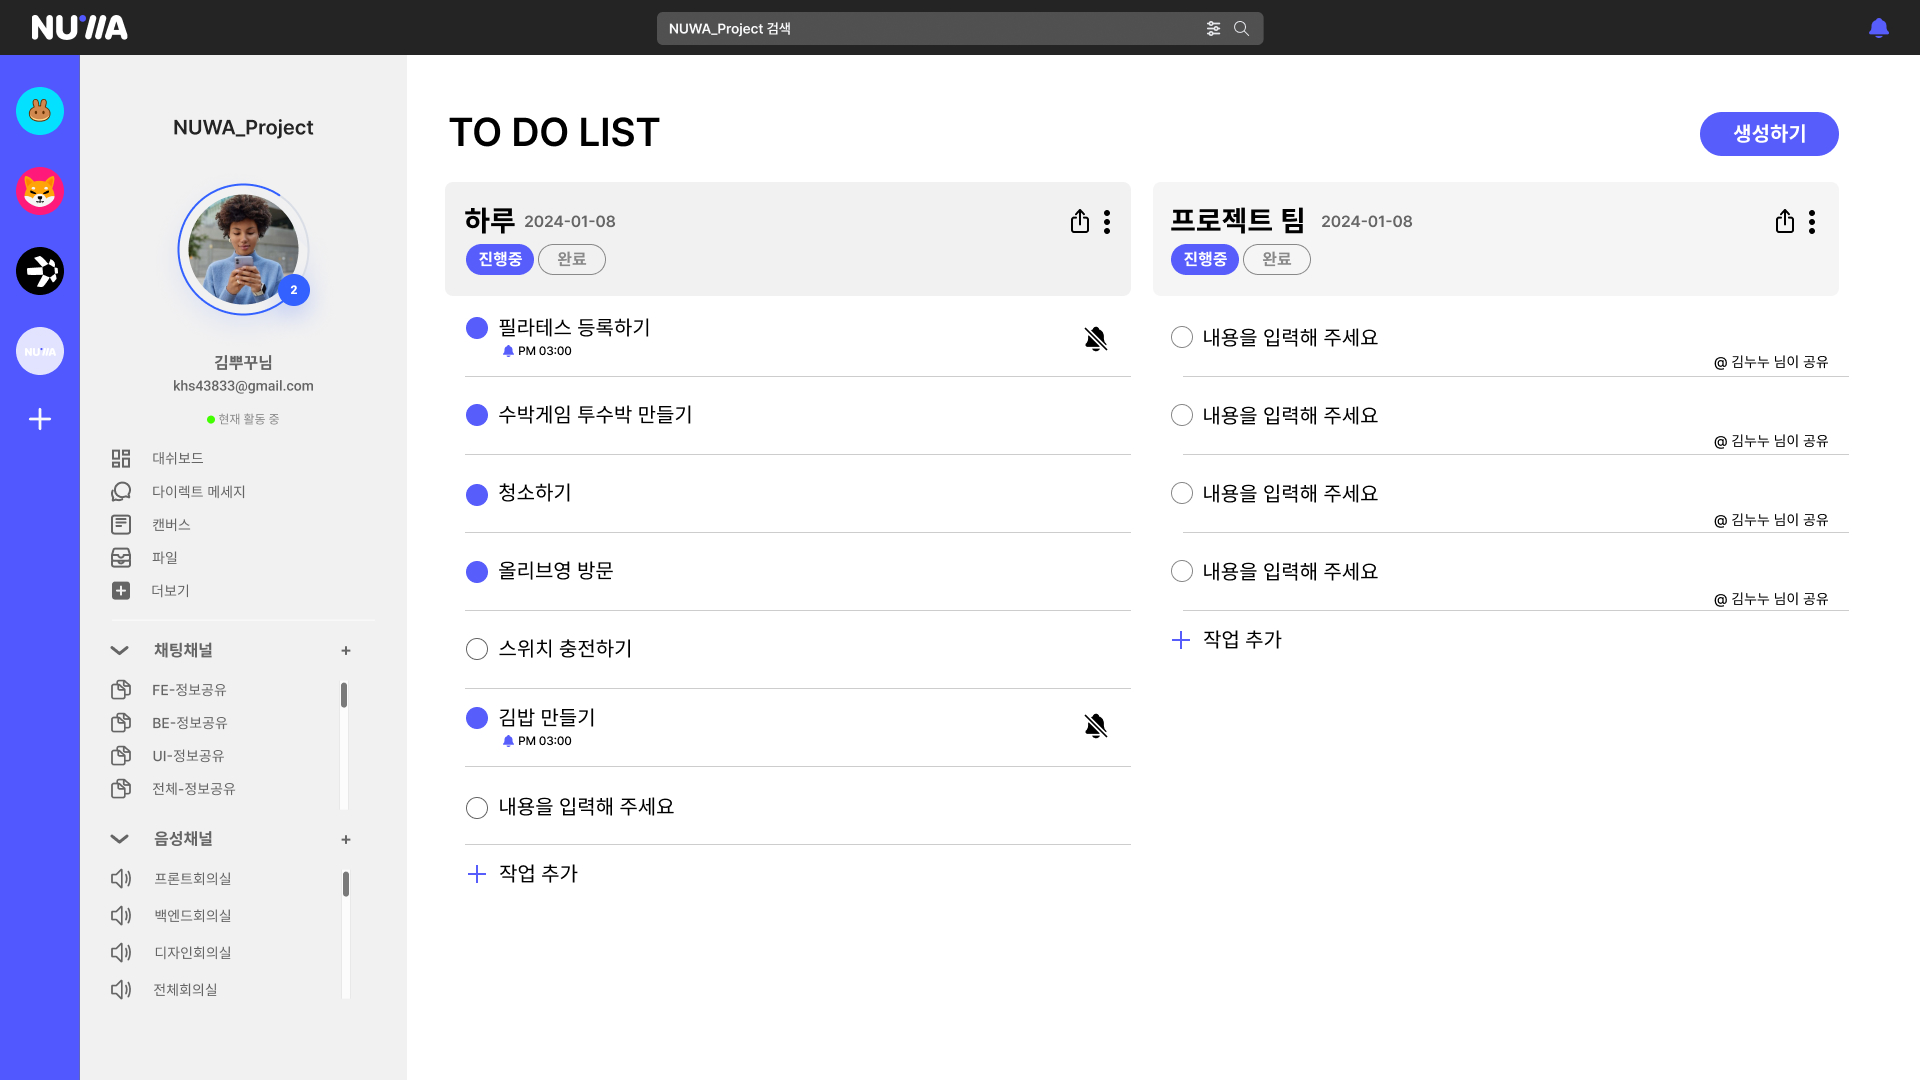 NUWA
NUWA_Project 검색
NUWA
NUWA_Project
2
김뿌꾸님
khs43833@gmail.com
현재 활동 중
대쉬보드
다이렉트 메세지
캔버스
파일
더보기
채팅채널 +
FE-정보공유
BE-정보공유
UI-정보공유
전체-정보공유
음성채널 +
프론트회의실
백엔드회의실
디자인회의실
전체회의실
TO DO LIST
생성하기
하루 2024-01-08
진행중 완료
필라테스 등록하기
PM 03:00
수박게임 투수박 만들기
청소하기
올리브영 방문
스위치 충전하기
김밥 만들기
PM 03:00
내용을 입력해 주세요
작업 추가
프로젝트 팀 2024-01-08
진행중 완료
내용을 입력해 주세요
@ 김누누 님이 공유
내용을 입력해 주세요
@ 김누누 님이 공유
내용을 입력해 주세요
@ 김누누 님이 공유
내용을 입력해 주세요
@ 김누누 님이 공유
작업 추가